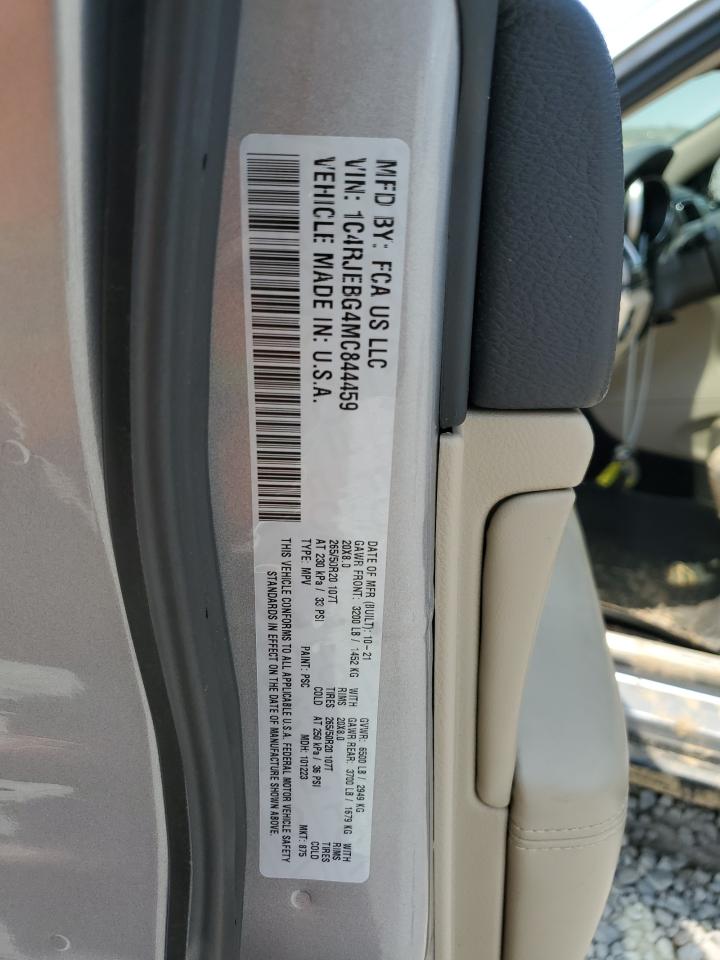 MFD BY: FCA US LLC
VIN: 1C4RJEBG4MC844459
VEHICLE MADE IN: U.S.A.
DATE OF MFR (BUILT): 10-21 GVWR: 6500 LB / 2949 KG
GAWR FRONT: 3200 LB / 1452 KG WITH GAWR REAR: 3700 LB / 1679 KG WITH
20X8.0 RIMS 20X8.0 RIMS
265/50R20 107T TIRES 265/50R20 107T TIRES
AT 230 kPa / 33 PSI COLD AT 250 kPa / 36 PSI COLD
TYPE: MPV PAINT: PSC MDH: 101223 MKT: 875
THIS VEHICLE CONFORMS TO ALL APPLICABLE U.S.A. FEDERAL MOTOR VEHICLE SAFETY
STANDARDS IN EFFECT ON THE DATE OF MANUFACTURE SHOWN ABOVE.